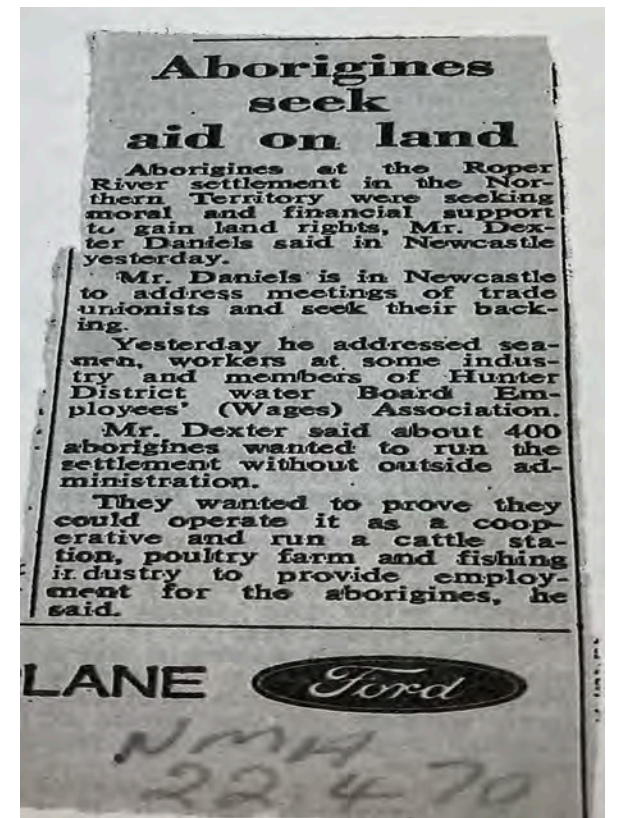 Aborigines
seek
aid on land
Aborigines at the Roper
River settlement in the Nor-
thern Territory were seeking
moral and financial support
to gain land rights, Mr. Dex-
ter Daniels said in Newcastle
yesterday.
Mr. Daniels is in Newcastle
to address meetings of trade
unionists and seek their back-
ing.
Yesterday he addressed sea-
men, workers at some indus-
try and members of Hunter
District water Board Em-
ployees' (Wages) Association.
Mr. Dexter said about 400
aborigines wanted to run the
settlement without outside ad-
ministration.
They wanted to prove they
could operate it as a coop-
erative and run a cattle sta-
tion, poultry farm and fishing
industry to provide employ-
ment for the aborigines, he
said.
LANE Ford
NMH
22 4 70